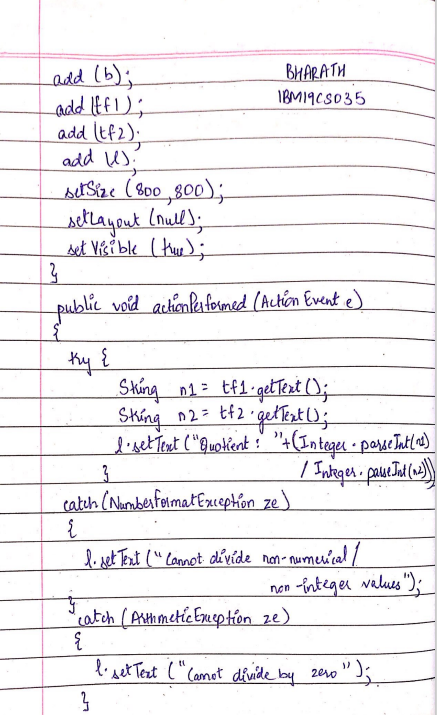 add (b);    BHARATH
add (tf1);    1BM19CS035
add (tf2);
add (l);
setSize (800,800);
setLayout (null);
set Visible (true);
}
public void actionPerformed (Action Event e)
{
try {
String n1 = tf1.getText();
String n2 = tf2.getText();
l.setText ("Quotient : "+(Integer.parseInt(n1)
} / Integer.parseInt(n2)))
catch (NumberFormatException ze)
{
l.setText ("Cannot divide non-numerical /
non-integer values");
}
catch (ArithmeticException ze)
{
l.setText ("Cannot divide by zero");
}